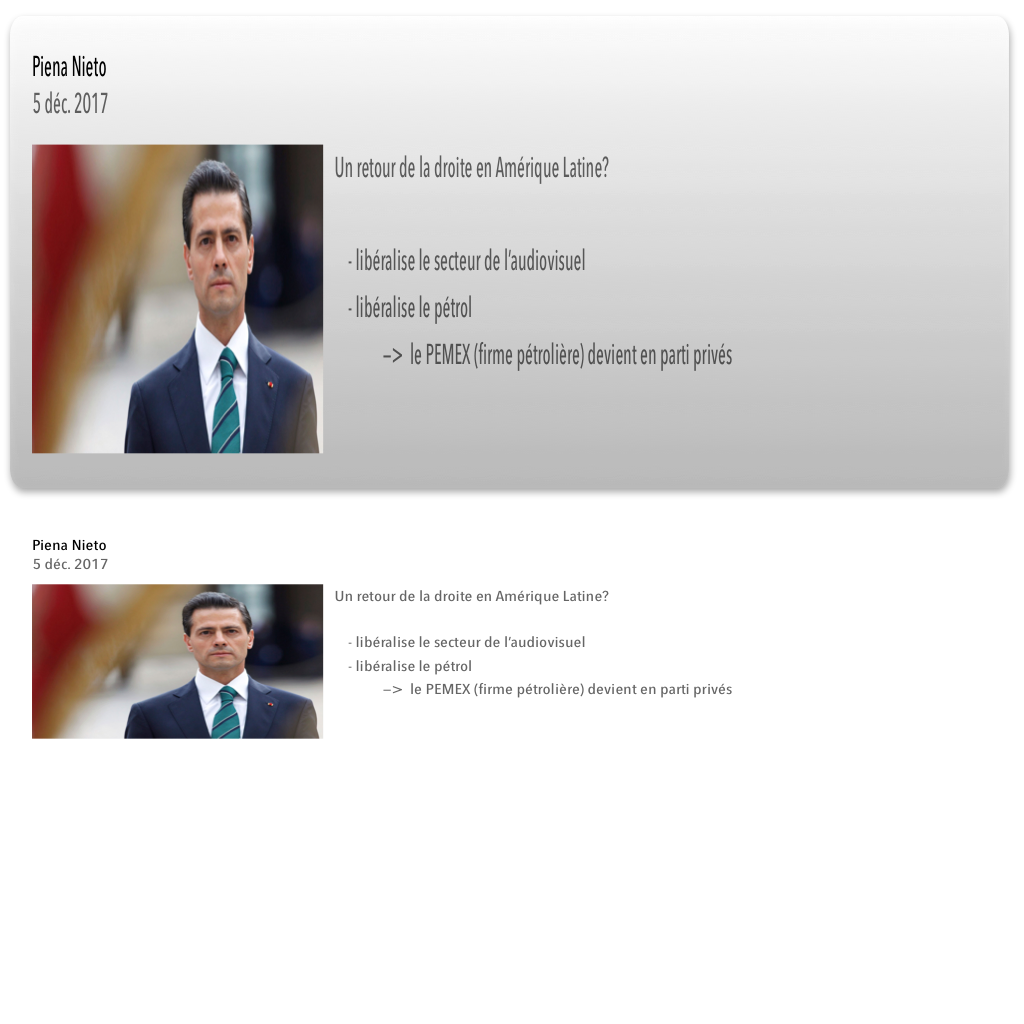 Piena Nieto
5 déc. 2017
Un retour de la droite en Amérique Latine?
- libéralise le secteur de l'audiovisuel
- libéralise le pétrol
–> le PEMEX (firme pétrolière) devient en parti privés
Piena Nieto
5 déc. 2017
Un retour de la droite en Amérique Latine?
- libéralise le secteur de l'audiovisuel
- libéralise le pétrol
–> le PEMEX (firme pétrolière) devient en parti privés